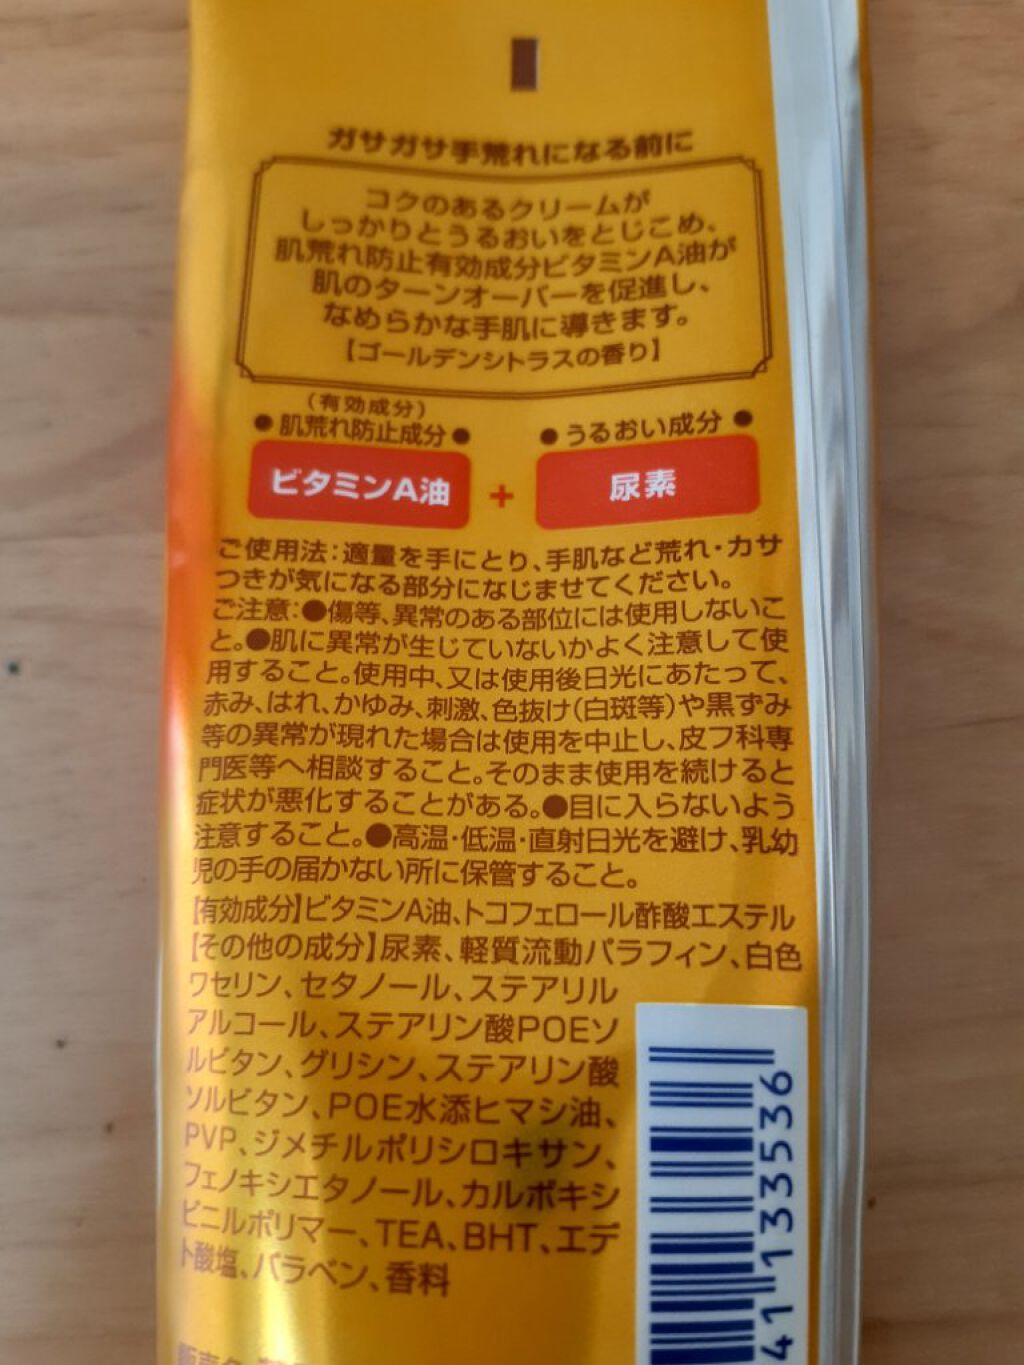 ガサガサ手荒れになる前に
コクのあるクリームが
しっかりとうるおいをとじこめ、
肌荒れ防止有効成分ビタミンA油が
肌のターンオーバーを促進し、
なめらかな手肌に導きます。
【ゴールデンシトラスの香り】
（有効成分）
●肌荒れ防止成分●
●うるおい成分●
ビタミンA油
+
尿素
ご使用法：適量を手にとり、手肌など荒れ・カサ
つきが気になる部分になじませてください。
ご注意：●傷等、異常のある部位には使用しないこ
と。●肌に異常が生じていないかよく注意して使
用すること。使用中、又は使用後日光にあたって、
赤み、はれ、かゆみ、刺激、色抜け（白斑等）や黒ずみ
等の異常が現れた場合は使用を中止し、皮フ科専
門医等へ相談すること。そのまま使用を続けると
症状が悪化することがある。●目に入らないよう
注意すること。●高温・低温・直射日光を避け、乳幼
児の手の届かない所に保管すること。
【有効成分】ビタミンA油、トコフェロール酢酸エステル
【その他の成分】尿素、軽質流動パラフィン、白色
ワセリン、セタノール、ステアリル
アルコール、ステアリン酸POEソ
ルビタン、グリシン、ステアリン酸
ソルビタン、POE水添ヒマシ油、
PVP、ジメチルポリシロキサン、
フェノキシエタノール、カルボキシ
ビニルポリマー、TEA、BHT、エデ
ト酸塩、パラベン、香料
41133536